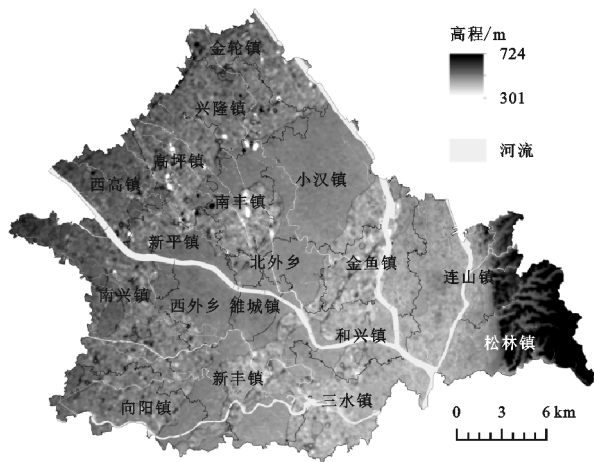 金轮镇
高程/m
724
301
河流
兴隆镇
高坪镇
西高镇
小汉镇
南丰镇
新平镇
北外乡
金鱼镇
连山镇
南兴镇
西外乡
雒城镇
和兴镇
松林镇
新丰镇
向阳镇
三水镇
0 3 6 km